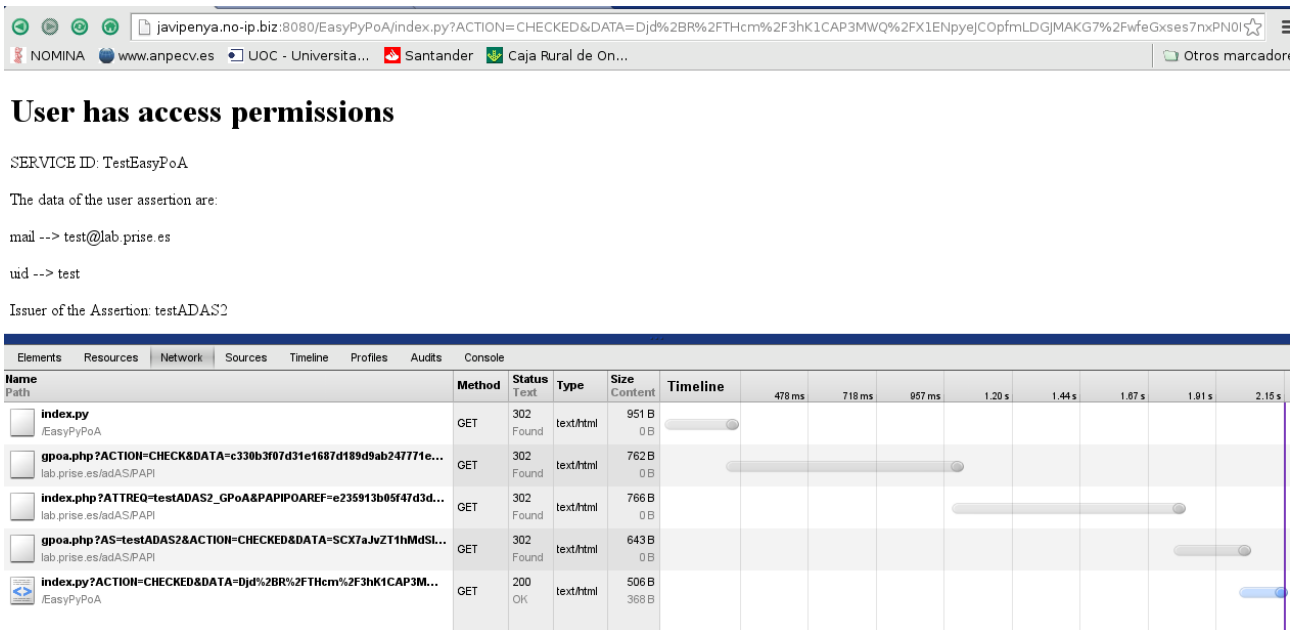 javipenya.no-ip.biz:8080/EasyPyPoA/index.py?ACTION=CHECKED&DATA=Djd%2BR%2FTHcm%2F3hK1CAP3MWQ%2FX1ENpyeJCOpfmLDGJMAKG7%2FwfeGxses7nxPN0I
NOMINA www.anpecv.es UOC - Universita... Santander Caja Rural de On... Otros marcadore
User has access permissions
SERVICE ID: TestEasyPoA
The data of the user assertion are:
mail --> test@lab.prise.es
uid --> test
Issuer of the Assertion: testADAS2
Elements Resources Network Sources Timeline Profiles Audits Console
Name Method Status Type Size Timeline 478 ms 718 ms 957 ms 1.20 s 1.44 s 1.67 s 1.91 s 2.15 s
Path Text Content
index.py GET 302 text/html 951 B
/EasyPyPoA Found 0 B
gpoa.php?ACTION=CHECK&DATA=c330b3f07d31e1687d189d9ab247771e... GET 302 text/html 762 B
lab.prise.es/adAS/PAPI Found 0 B
index.php?ATTREQ=testADAS2_GPoA&PAPIPOAREF=e235913b05f47d3d... GET 302 text/html 766 B
lab.prise.es/adAS/PAPI Found 0 B
gpoa.php?AS=testADAS2&ACTION=CHECKED&DATA=SCX7aJvZT1hMdSI... GET 302 text/html 643 B
lab.prise.es/adAS/PAPI Found 0 B
index.py?ACTION=CHECKED&DATA=Djd%2BR%2FTHcm%2F3hK1CAP3M... GET 200 text/html 506 B
/EasyPyPoA OK 368 B